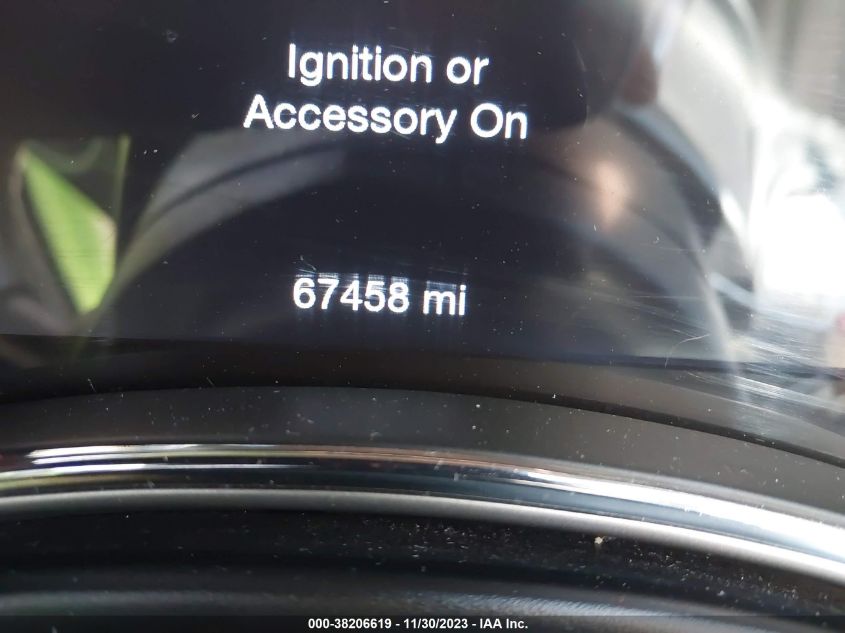 Ignition or
Accessory On
67458 mi
000-38206619 - 11/30/2023 - IAA Inc.